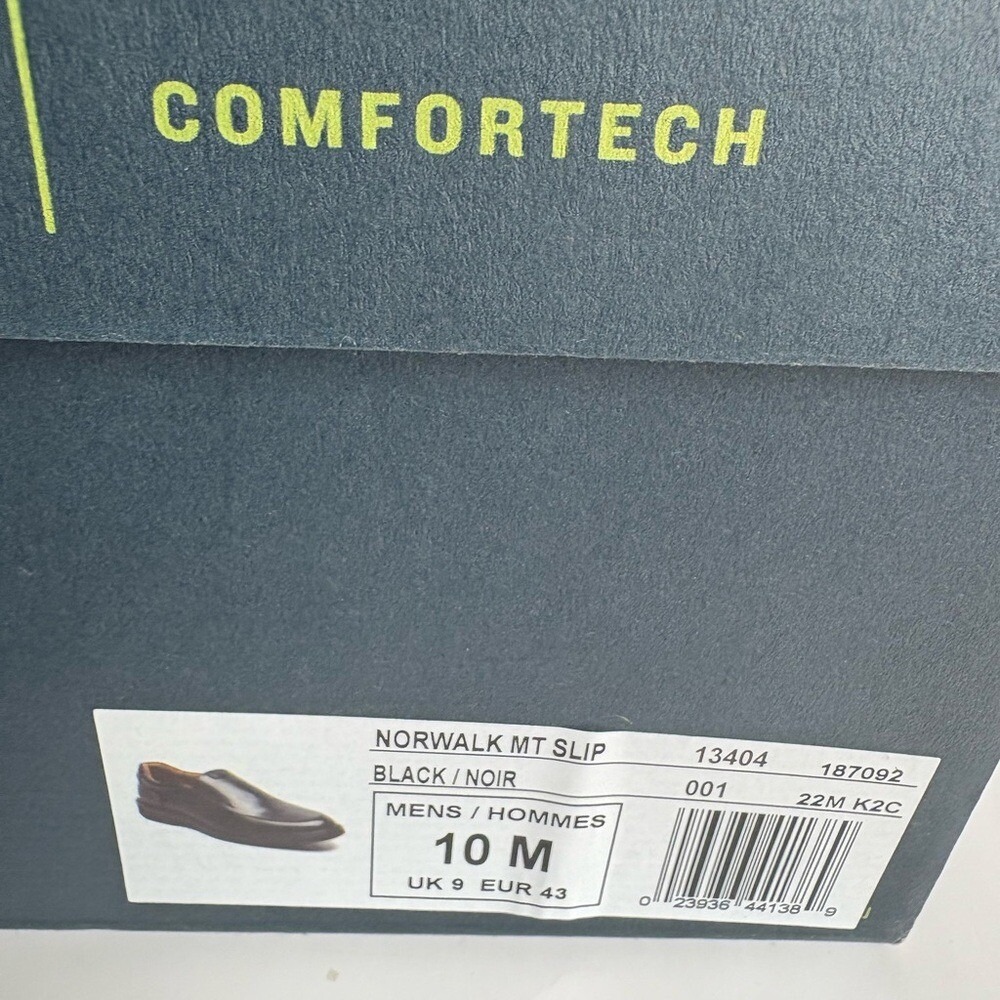 COMFORTECH
NORWALK MT SLIP 13404 187092
BLACK / NOIR 001 22M K2C
MENS / HOMMES
10 M
UK 9 EUR 43
0 23936 44138 9